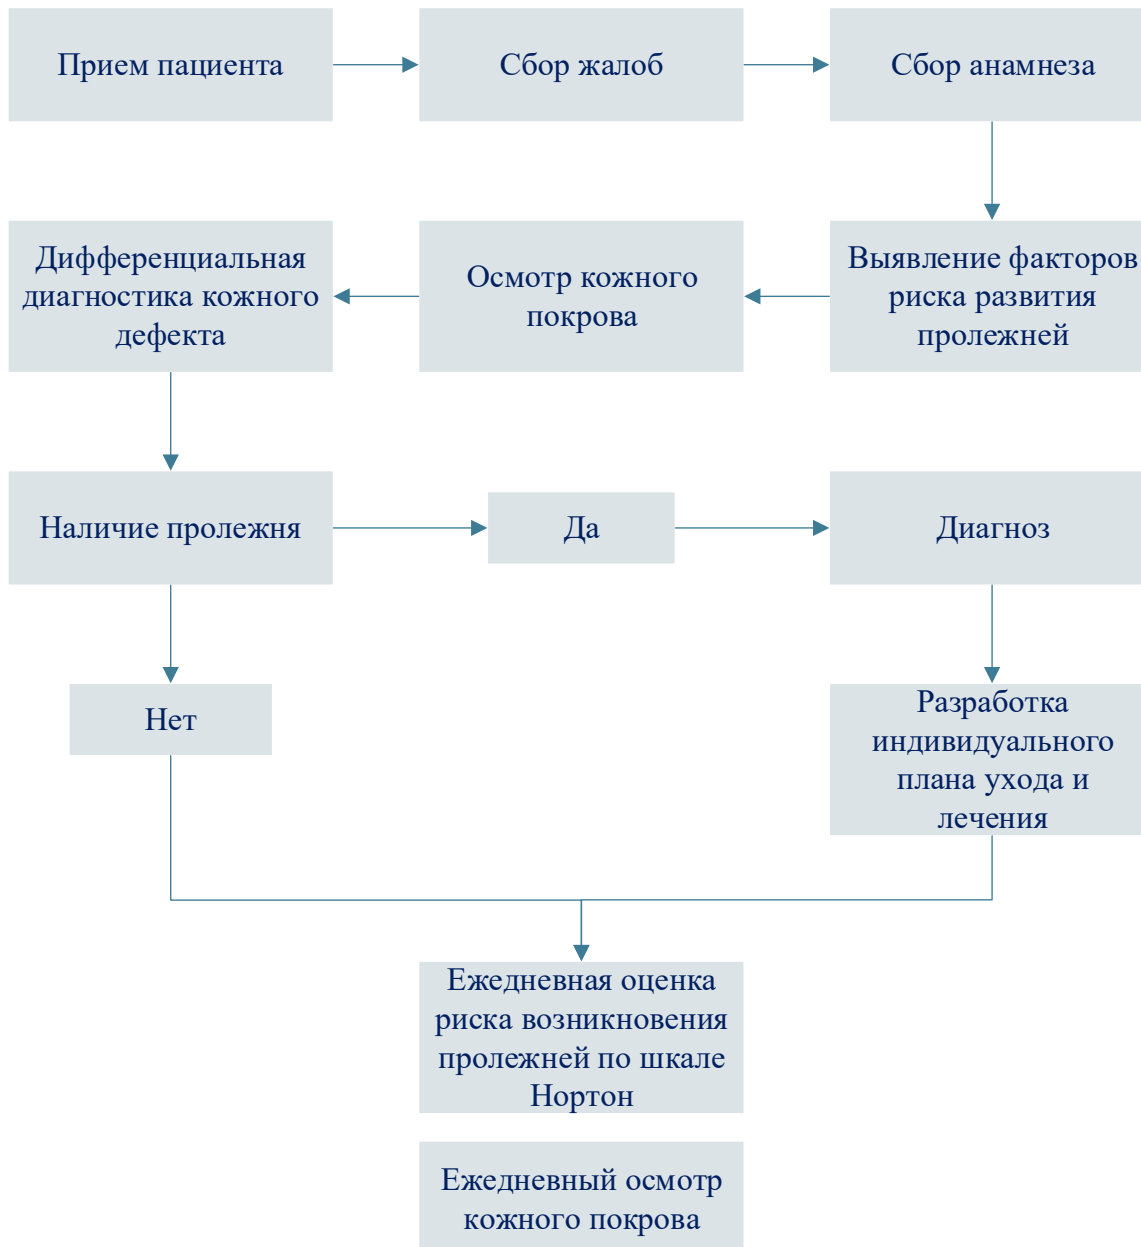 Прием пациента
Сбор жалоб
Сбор анамнеза
Выявление факторов
риска развития
пролежней
Осмотр кожного
покрова
Дифференциальная
диагностика кожного
дефекта
Наличие пролежня
Да
Диагноз
Нет
Разработка
индивидуального
плана ухода и
лечения
Ежедневная оценка
риска возникновения
пролежней по шкале
Нортон
Ежедневный осмотр
кожного покрова